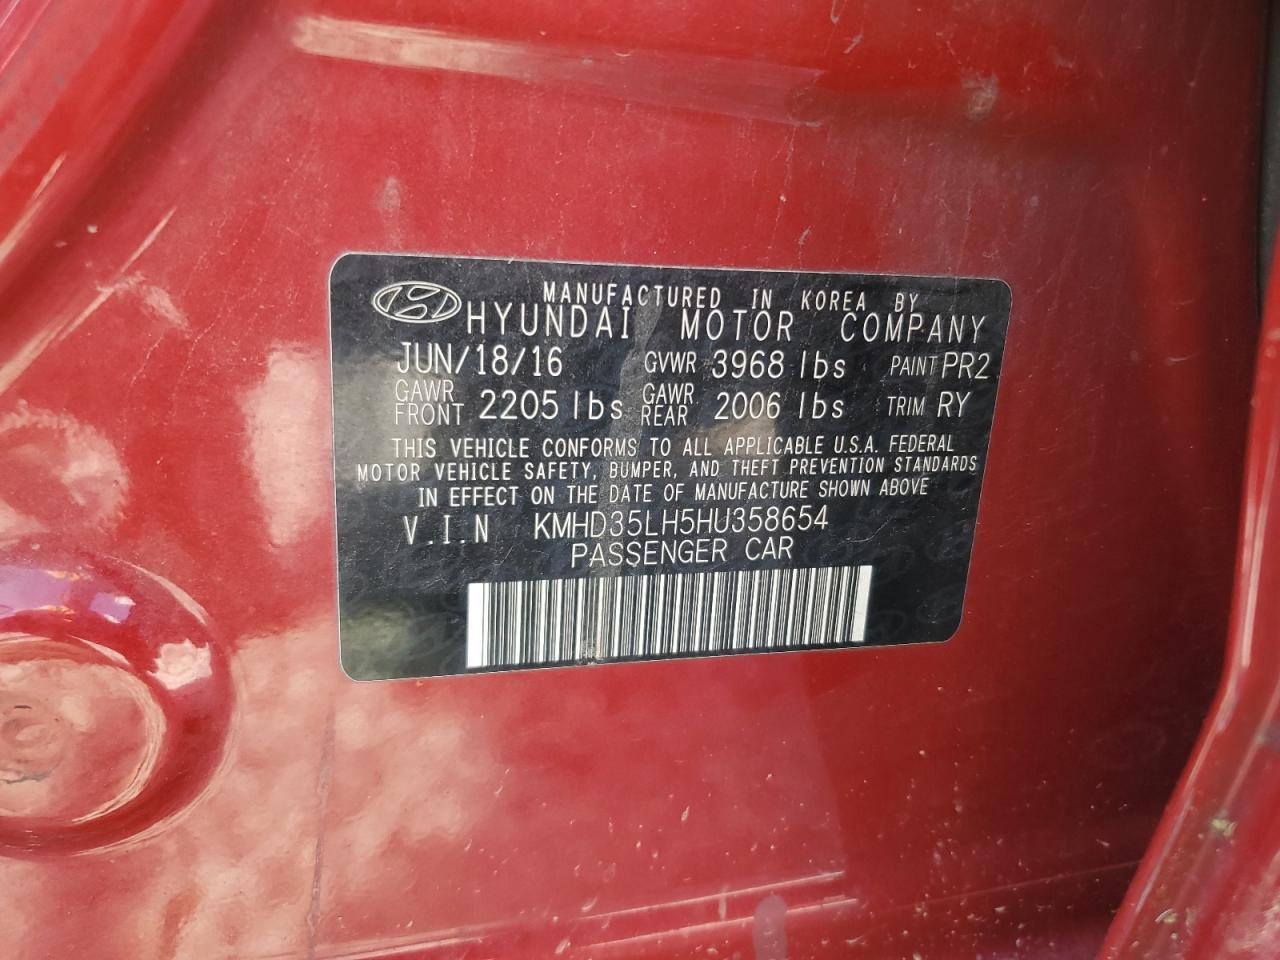 MANUFACTURED IN KOREA BY
HYUNDAI MOTOR COMPANY
JUN/18/16 GVWR 3968 lbs PAINT PR2
GAWR FRONT 2205 lbs GAWR REAR 2006 lbs TRIM RY
THIS VEHICLE CONFORMS TO ALL APPLICABLE U.S.A. FEDERAL
MOTOR VEHICLE SAFETY, BUMPER, AND THEFT PREVENTION STANDARDS
IN EFFECT ON THE DATE OF MANUFACTURE SHOWN ABOVE
V.I.N KMHD35LH5HU358654
PASSENGER CAR